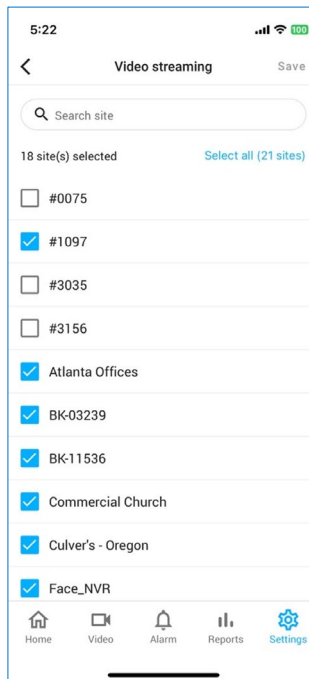 5:22
100
Video streaming
Save
Search site
18 site(s) selected
Select all (21 sites)
#0075
#1097
#3035
#3156
Atlanta Offices
BK-03239
BK-11536
Commercial Church
Culver's - Oregon
Face_NVR
Home Video Alarm Reports Settings